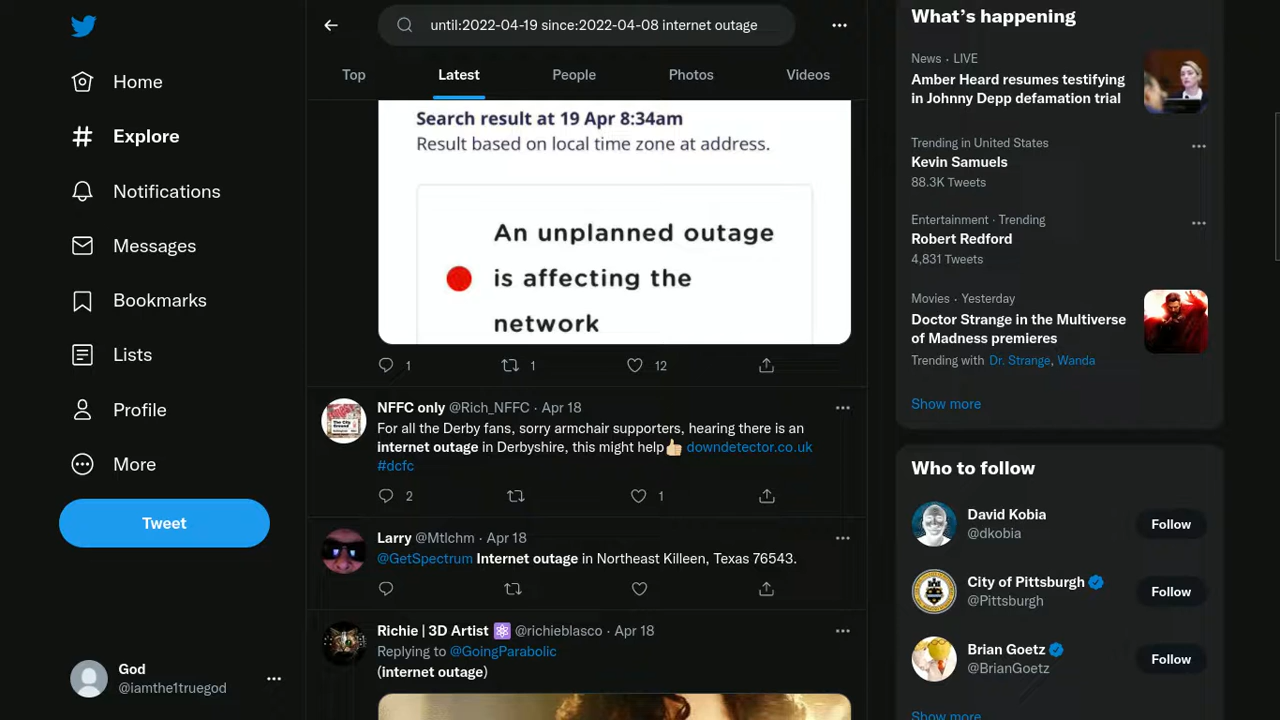 Home
Explore
Notifications
Messages
Bookmarks
Lists
Profile
More
Tweet
God
@iamthe1truegod
until:2022-04-19 since:2022-04-08 internet outage
Top
Latest
People
Photos
Videos
Search result at 19 Apr 8:34am
Result based on local time zone at address.
An unplanned outage
is affecting the
network
1
1
12
NFFC only @Rich_NFFC · Apr 18
For all the Derby fans, sorry armchair supporters, hearing there is an
internet outage in Derbyshire, this might help👍🏼 downdetector.co.uk
#dcfc
2
1
Larry @Mtlchm · Apr 18
@GetSpectrum Internet outage in Northeast Killeen, Texas 76543.
Richie | 3D Artist ⚛ @richieblasco · Apr 18
Replying to @GoingParabolic
(internet outage)
What's happening
News · LIVE
Amber Heard resumes testifying
in Johnny Depp defamation trial
Trending in United States
Kevin Samuels
88.3K Tweets
Entertainment · Trending
Robert Redford
4,831 Tweets
Movies · Yesterday
Doctor Strange in the Multiverse
of Madness premieres
Trending with Dr. Strange, Wanda
Show more
Who to follow
David Kobia
@dkobia
Follow
City of Pittsburgh
@Pittsburgh
Follow
Brian Goetz
@BrianGoetz
Follow
Show more